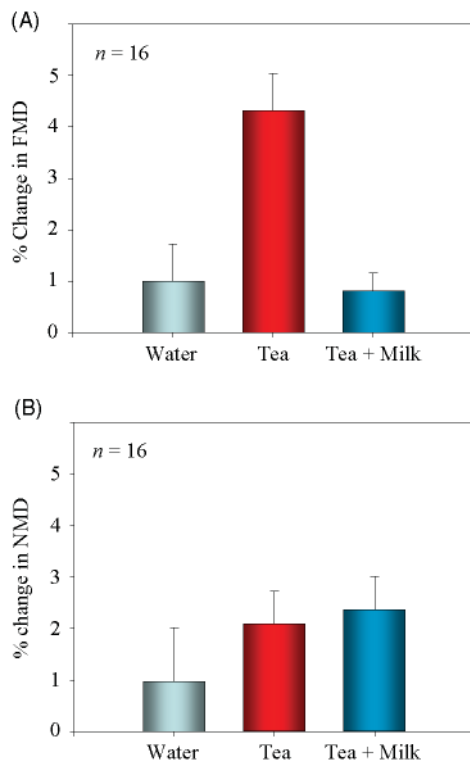 (A)
n = 16
% Change in FMD
5
4
3
2
1
0
Water Tea Tea + Milk
(B)
n = 16
% change in NMD
5
4
3
2
1
0
Water Tea Tea + Milk